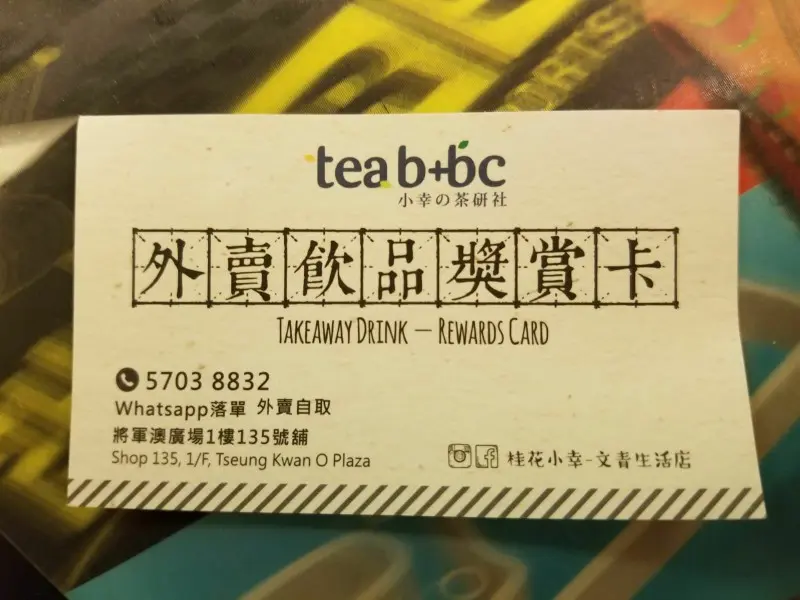 PORTS
tea b+bc
小幸の茶研社
外賣飲品獎賞卡
TAKEAWAY DRINK — REWARDS CARD
5703 8832
Whatsapp落單 外賣自取
將軍澳廣場1樓135號舖
Shop 135, 1/F, Tseung Kwan O Plaza
桂花小幸-文青生活店